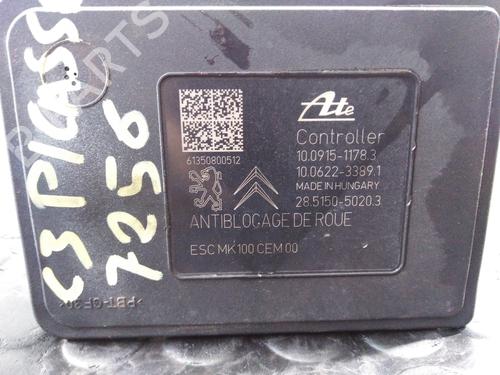 C3 PICASSO
7256
Ate
Controller
10.0915-1178.3
10.0622-3389.1
MADE IN HUNGARY
28.5150-5020.3
61350800512
ANTIBLOCAGE DE ROUE
ESC MK100 CEM 00